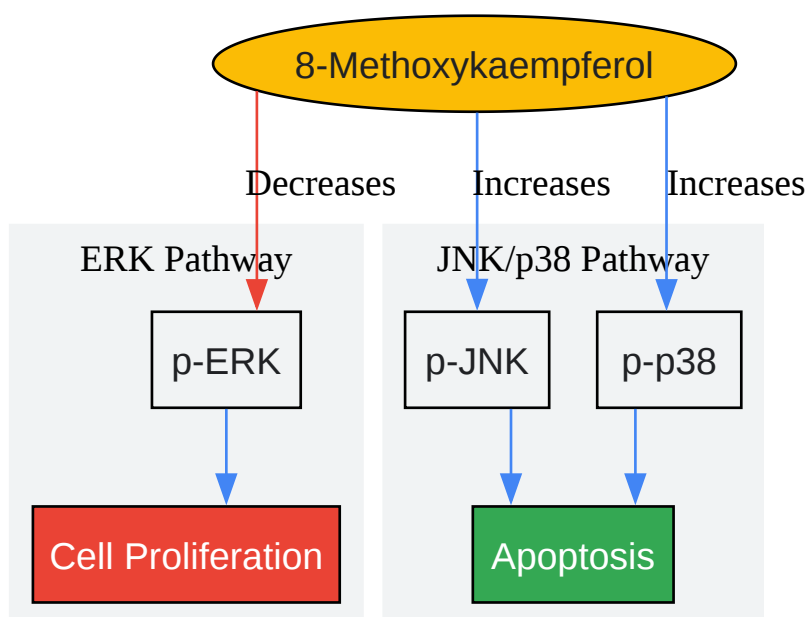 8-Methoxykaempferol
Decreases
Increases
Increases
ERK Pathway
JNK/p38 Pathway
p-ERK
p-JNK
p-p38
Cell Proliferation
Apoptosis